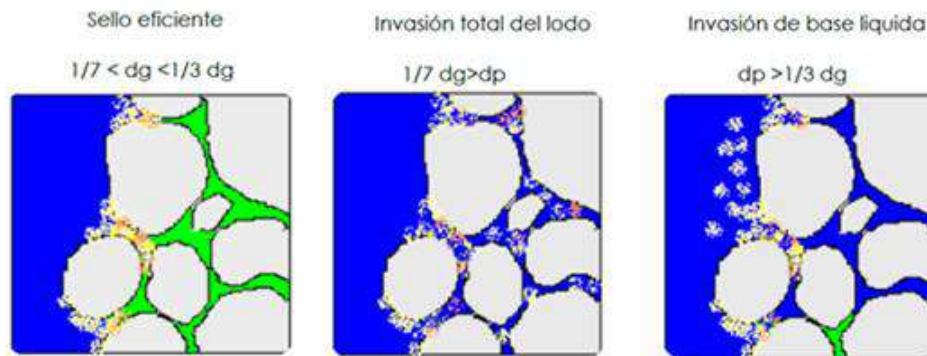 Sello eficiente
1/7 < dg <1/3 dg
Invasión total del lodo
1/7 dg>dp
Invasión de base liquida
dp >1/3 dg